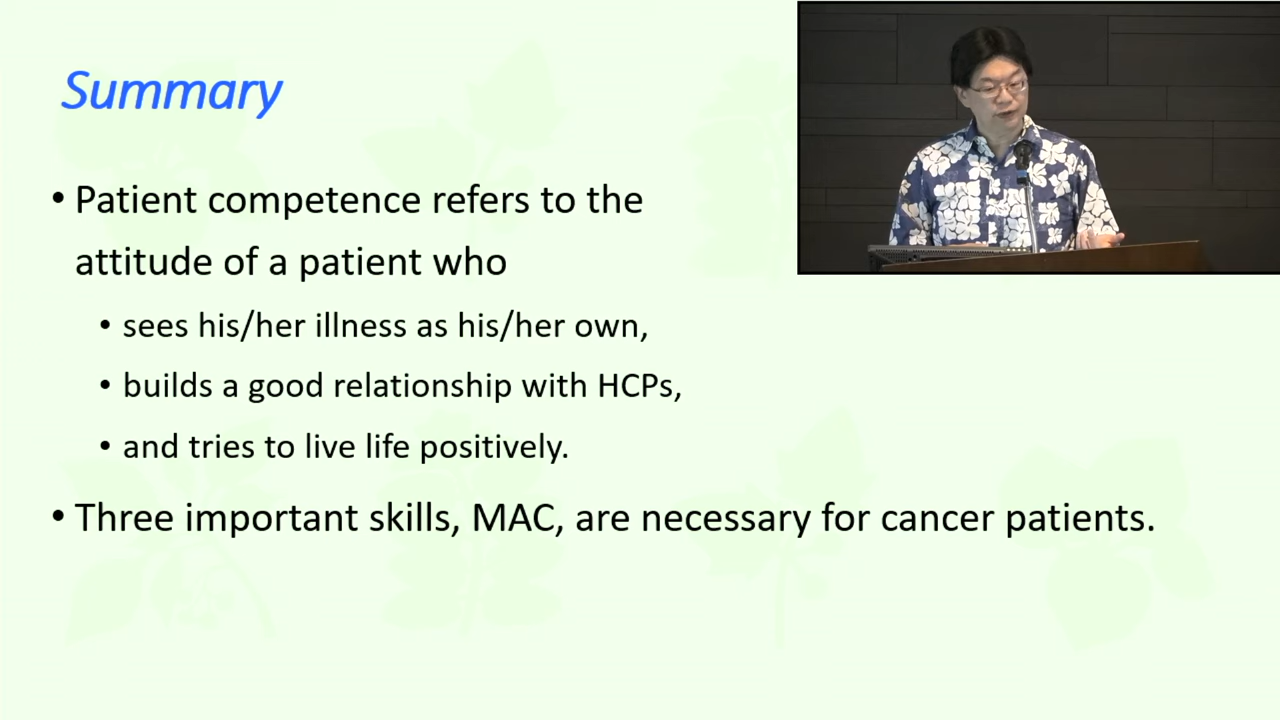 Summary
• Patient competence refers to the
attitude of a patient who
• sees his/her illness as his/her own,
• builds a good relationship with HCPs,
• and tries to live life positively.
• Three important skills, MAC, are necessary for cancer patients.